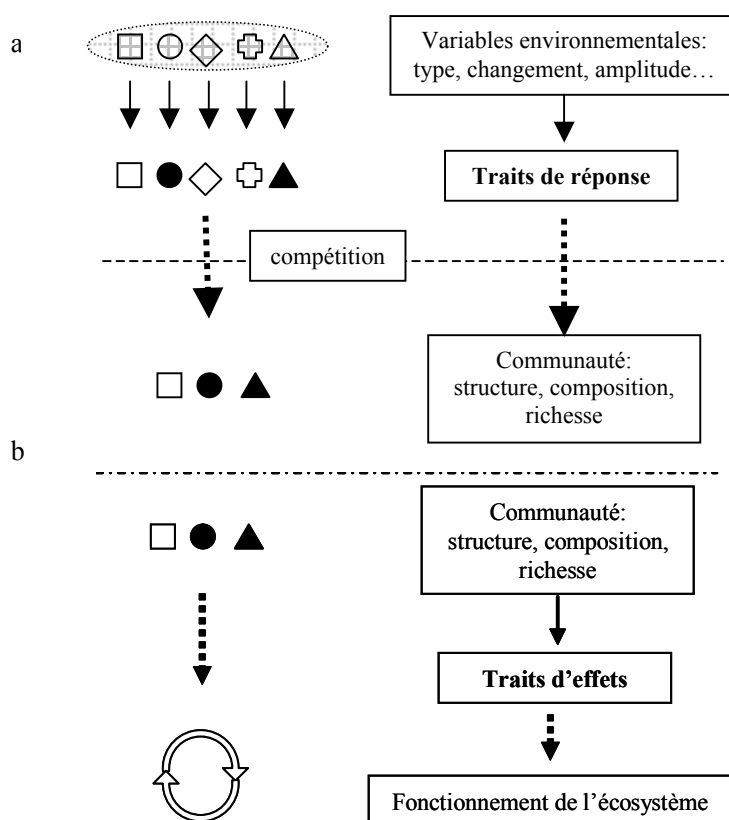 a
Variables environnementales:
type, changement, amplitude…
Traits de réponse
compétition
Communauté:
structure, composition,
richesse
b
Communauté:
structure, composition,
richesse
Traits d’effets
Fonctionnement de l’écosystème